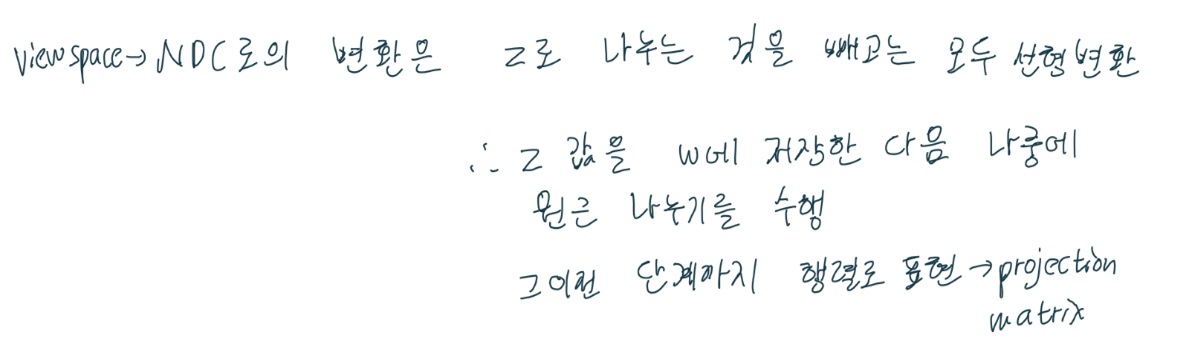 viewspace→NDC로의 변환은 z로 나누는 것을 빼고는 모두 선형변환
∴ z 값을 w에 저장한 다음 나중에
원근 나누기를 수행
그이전 단계까지 행렬로 표현→projection
matrix